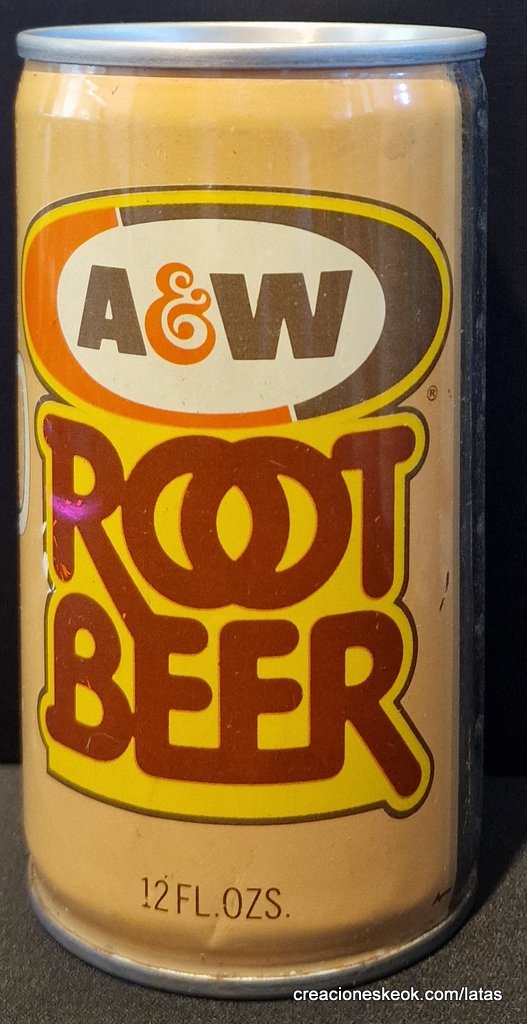 A&W
®
ROOT
BEER
12 FL. OZS.
creacioneskeok.com/latas